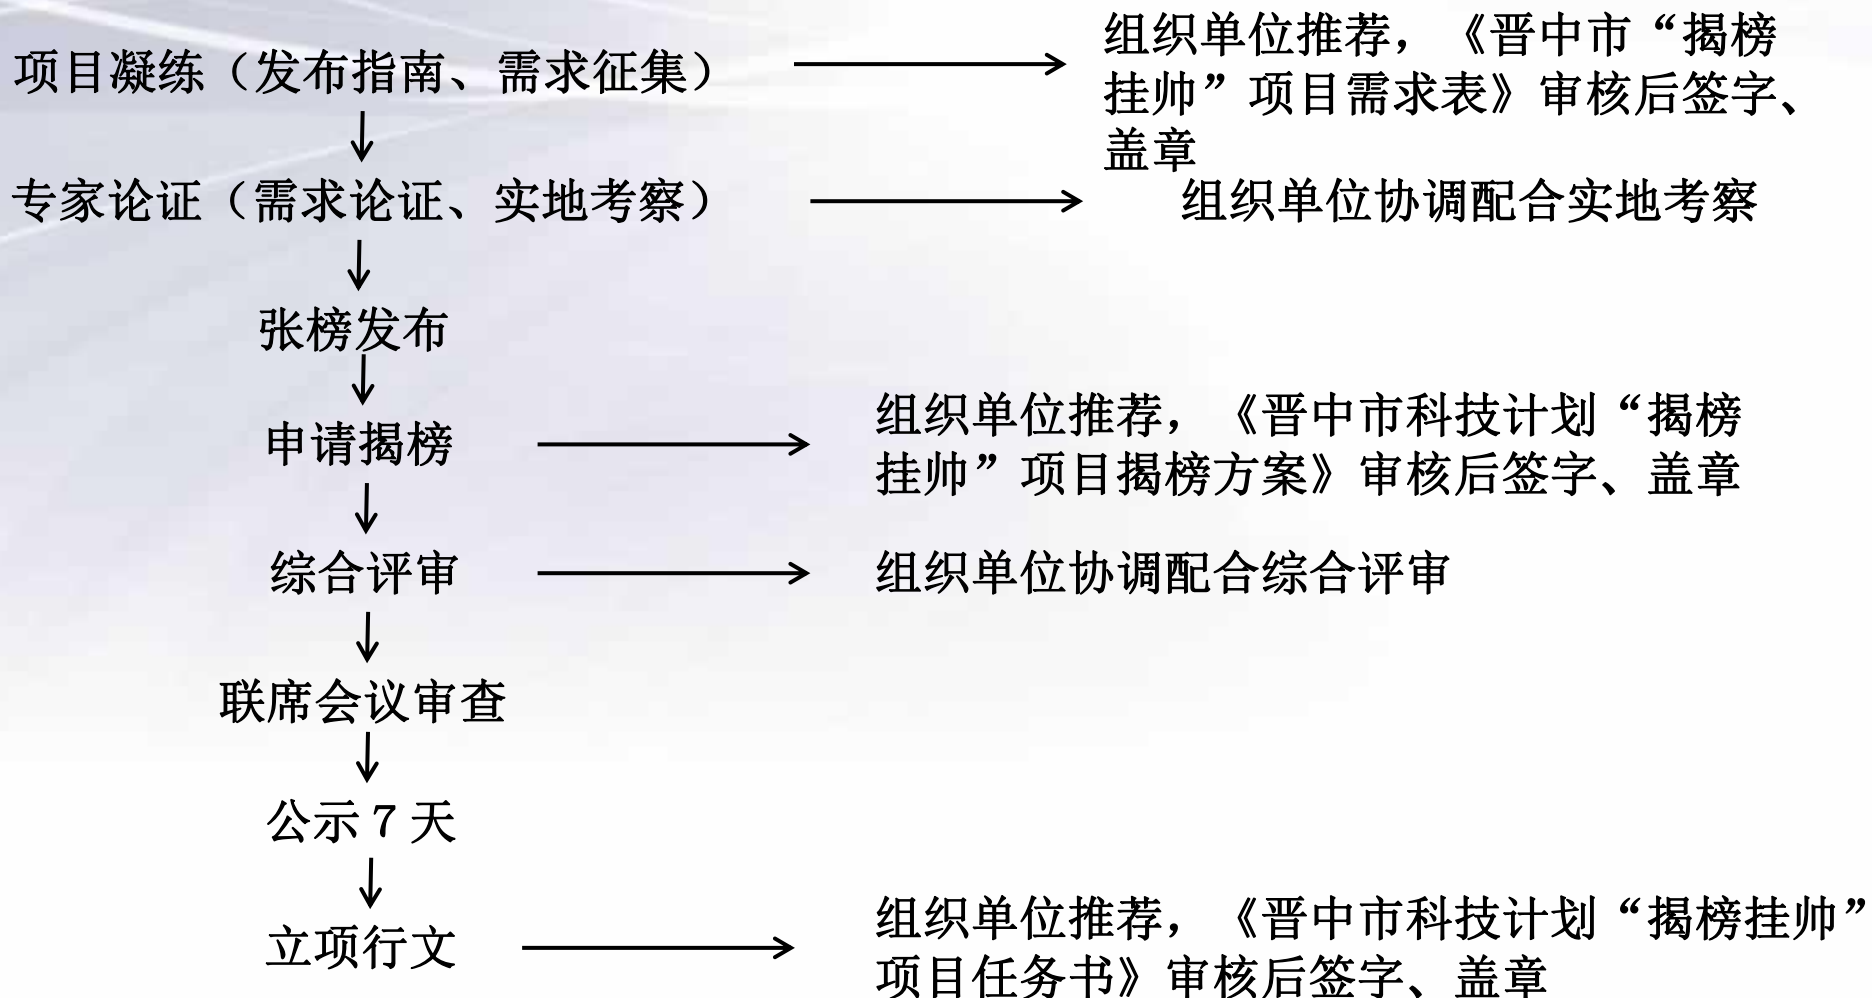 项目凝练（发布指南、需求征集）
组织单位推荐，《晋中市“揭榜
挂帅”项目需求表》审核后签字、
盖章
专家论证（需求论证、实地考察）
组织单位协调配合实地考察
张榜发布
申请揭榜
组织单位推荐，《晋中市科技计划“揭榜
挂帅”项目揭榜方案》审核后签字、盖章
综合评审
组织单位协调配合综合评审
联席会议审查
公示7天
立项行文
组织单位推荐，《晋中市科技计划“揭榜挂帅”
项目任务书》审核后签字、盖章